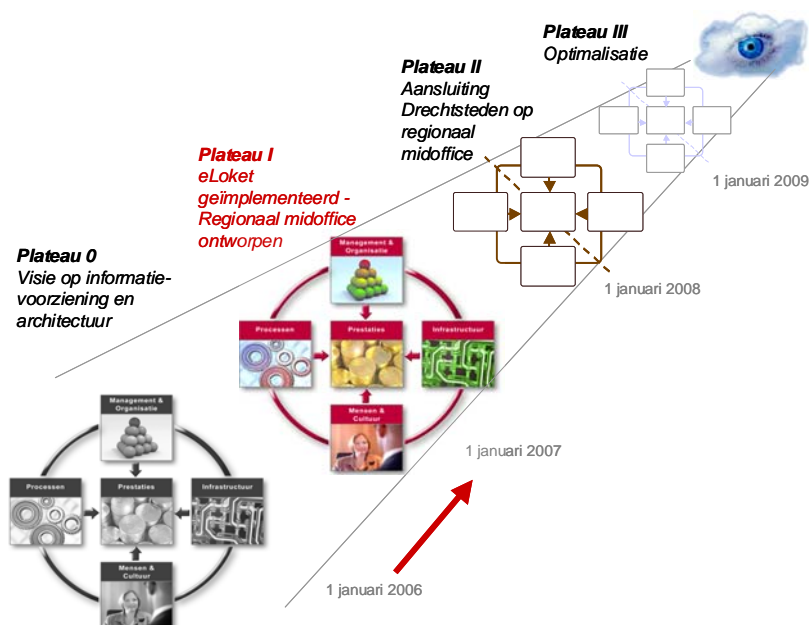 Plateau III
Optimalisatie
Plateau II
Aansluiting
Drechtsteden op
regionaal
midoffice
1 januari 2009
Plateau I
eLoket
geïmplementeerd -
Regionaal midoffice
ontworpen
1 januari 2008
Plateau 0
Visie op informatie-
voorziening en
architectuur
Management &
Organisatie
Processen
Prestaties
Infrastructuur
Mensen &
Cultuur
1 januari 2007
Management &
Organisatie
Processen
Prestaties
Infrastructuur
Mensen &
Cultuur
1 januari 2006